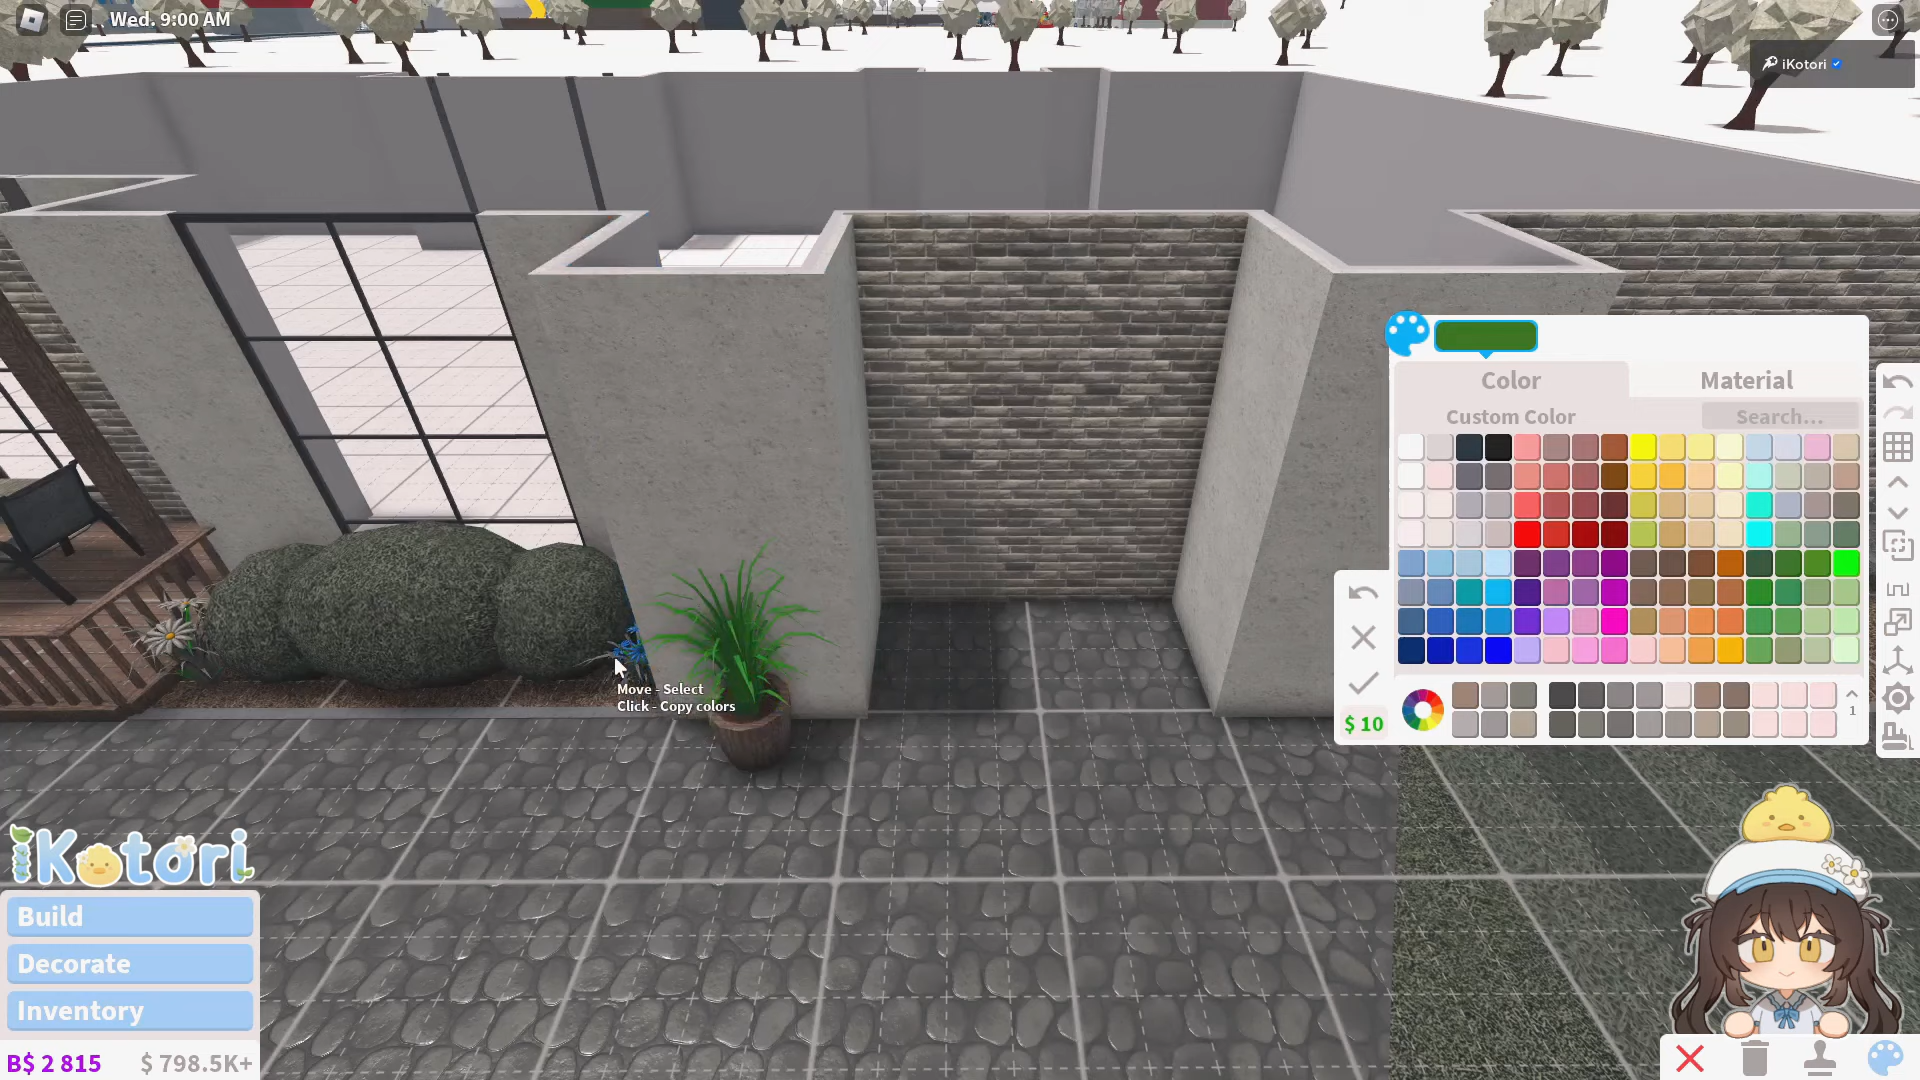 Wed. 9:00 AM
iKotori
Color
Material
Custom Color
Search...
Move - Select
Click - Copy colors
$ 10
1
iKotori
Build
Decorate
Inventory
B$ 2 815
$ 798.5K+